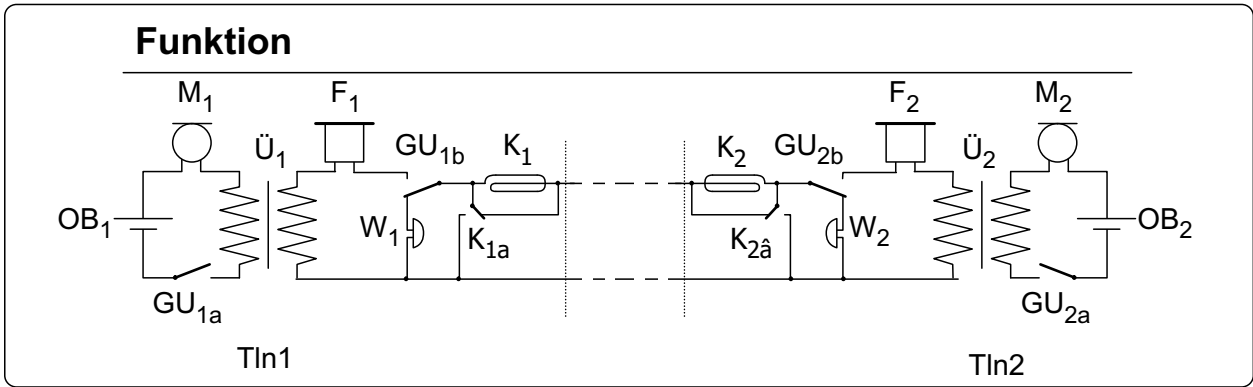 Funktion
M1 F1 F2 M2
Ü1 GU1b K1 K2 GU2b Ü2
OB1 W1 K1a K2â W2 OB2
GU1a GU2a
Tln1 Tln2